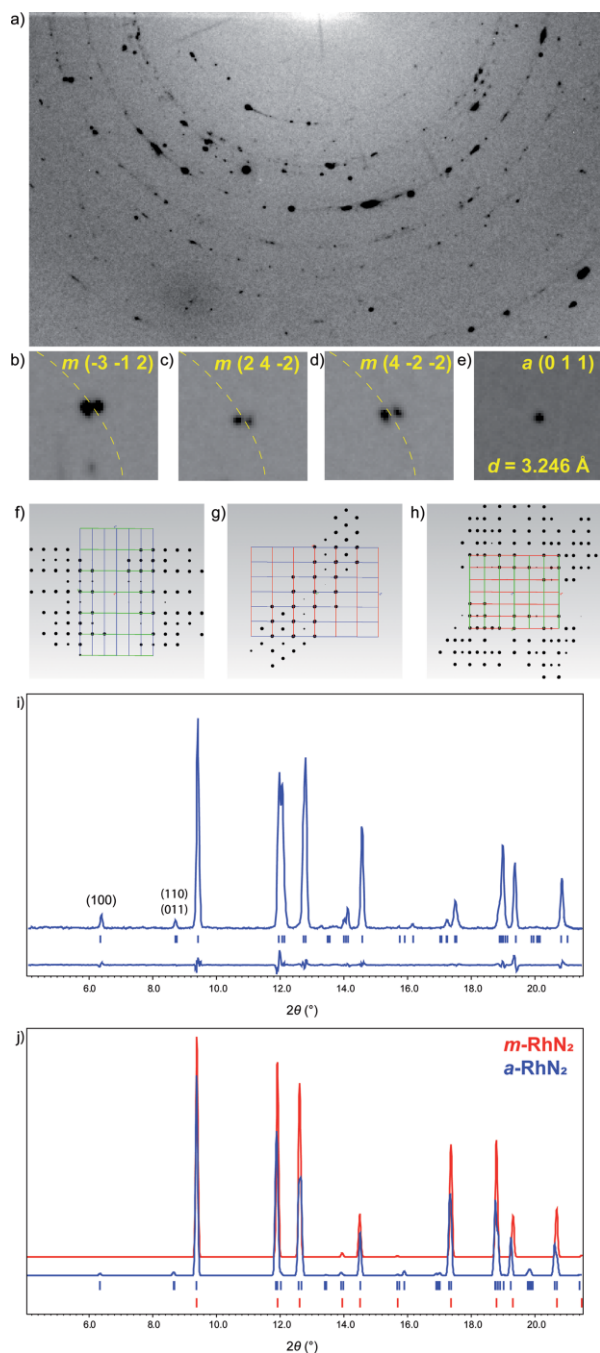 a)
b)
m (-3 -1 2)
c)
m (2 4 -2)
d)
m (4 -2 -2)
e)
a (0 1 1)
d = 3.246 Å
f)
g)
h)
i)
(100)
(110)
(011)
6.0 8.0 10.0 12.0 14.0 16.0 18.0 20.0
2θ (°)
j)
m-RhN₂
a-RhN₂
6.0 8.0 10.0 12.0 14.0 16.0 18.0 20.0
2θ (°)